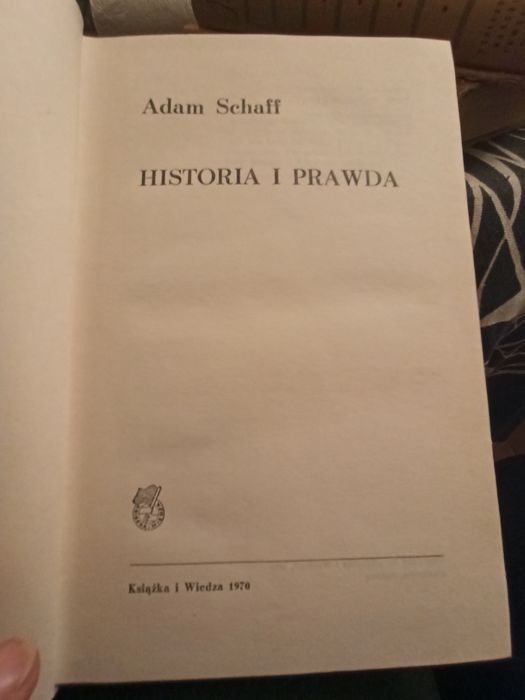 Adam Schaff
HISTORIA I PRAWDA
Książka i Wiedza 1970